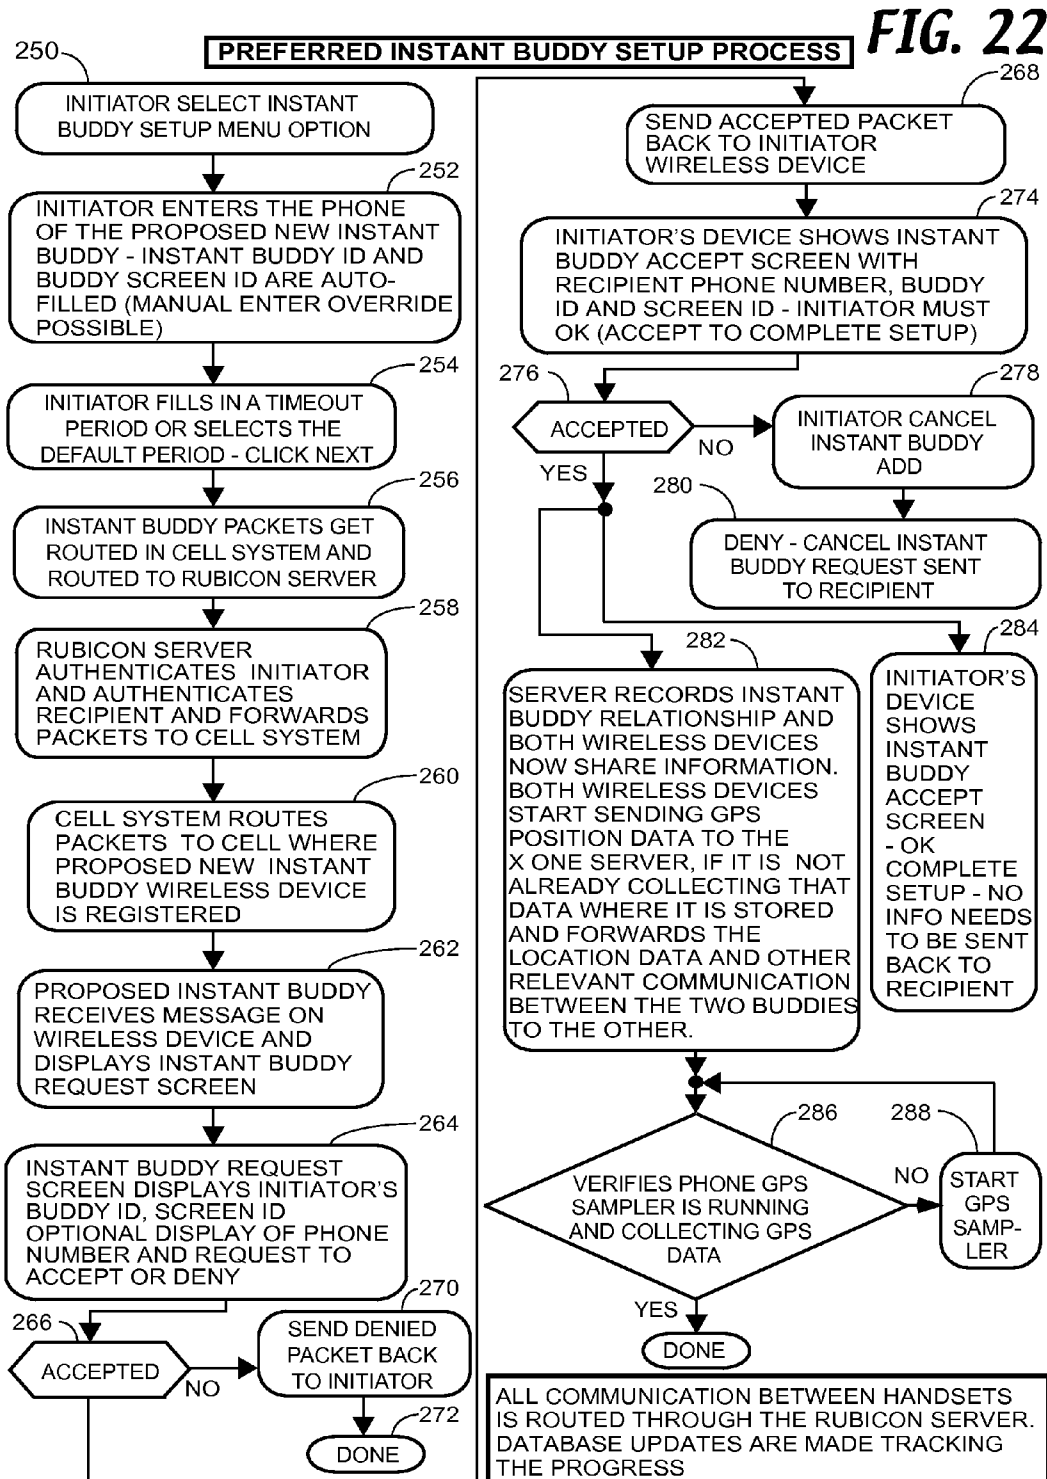 FIG. 22
PREFERRED INSTANT BUDDY SETUP PROCESS
250
INITIATOR SELECT INSTANT
BUDDY SETUP MENU OPTION
252
INITIATOR ENTERS THE PHONE
OF THE PROPOSED NEW INSTANT
BUDDY - INSTANT BUDDY ID AND
BUDDY SCREEN ID ARE AUTO-
FILLED (MANUAL ENTER OVERRIDE
POSSIBLE)
254
INITIATOR FILLS IN A TIMEOUT
PERIOD OR SELECTS THE
DEFAULT PERIOD - CLICK NEXT
256
INSTANT BUDDY PACKETS GET
ROUTED IN CELL SYSTEM AND
ROUTED TO RUBICON SERVER
258
RUBICON SERVER
AUTHENTICATES INITIATOR
AND AUTHENTICATES
RECIPIENT AND FORWARDS
PACKETS TO CELL SYSTEM
260
CELL SYSTEM ROUTES
PACKETS TO CELL WHERE
PROPOSED NEW INSTANT
BUDDY WIRELESS DEVICE
IS REGISTERED
262
PROPOSED INSTANT BUDDY
RECEIVES MESSAGE ON
WIRELESS DEVICE AND
DISPLAYS INSTANT BUDDY
REQUEST SCREEN
264
INSTANT BUDDY REQUEST
SCREEN DISPLAYS INITIATOR'S
BUDDY ID, SCREEN ID
OPTIONAL DISPLAY OF PHONE
NUMBER AND REQUEST TO
ACCEPT OR DENY
266
ACCEPTED
NO
270
SEND DENIED
PACKET BACK
TO INITIATOR
272
DONE
268
SEND ACCEPTED PACKET
BACK TO INITIATOR
WIRELESS DEVICE
274
INITIATOR'S DEVICE SHOWS INSTANT
BUDDY ACCEPT SCREEN WITH
RECIPIENT PHONE NUMBER, BUDDY
ID AND SCREEN ID - INITIATOR MUST
OK (ACCEPT TO COMPLETE SETUP)
276
ACCEPTED
NO
YES
278
INITIATOR CANCEL
INSTANT BUDDY
ADD
280
DENY - CANCEL INSTANT
BUDDY REQUEST SENT
TO RECIPIENT
282
SERVER RECORDS INSTANT
BUDDY RELATIONSHIP AND
BOTH WIRELESS DEVICES
NOW SHARE INFORMATION.
BOTH WIRELESS DEVICES
START SENDING GPS
POSITION DATA TO THE
X ONE SERVER, IF IT IS NOT
ALREADY COLLECTING THAT
DATA WHERE IT IS STORED
AND FORWARDS THE
LOCATION DATA AND OTHER
RELEVANT COMMUNICATION
BETWEEN THE TWO BUDDIES
TO THE OTHER.
284
INITIATOR'S
DEVICE
SHOWS
INSTANT
BUDDY
ACCEPT
SCREEN
- OK
COMPLETE
SETUP - NO
INFO NEEDS
TO BE SENT
BACK TO
RECIPIENT
286
VERIFIES PHONE GPS
SAMPLER IS RUNNING
AND COLLECTING GPS
DATA
NO
288
START
GPS
SAMP-
LER
YES
DONE
ALL COMMUNICATION BETWEEN HANDSETS
IS ROUTED THROUGH THE RUBICON SERVER.
DATABASE UPDATES ARE MADE TRACKING
THE PROGRESS